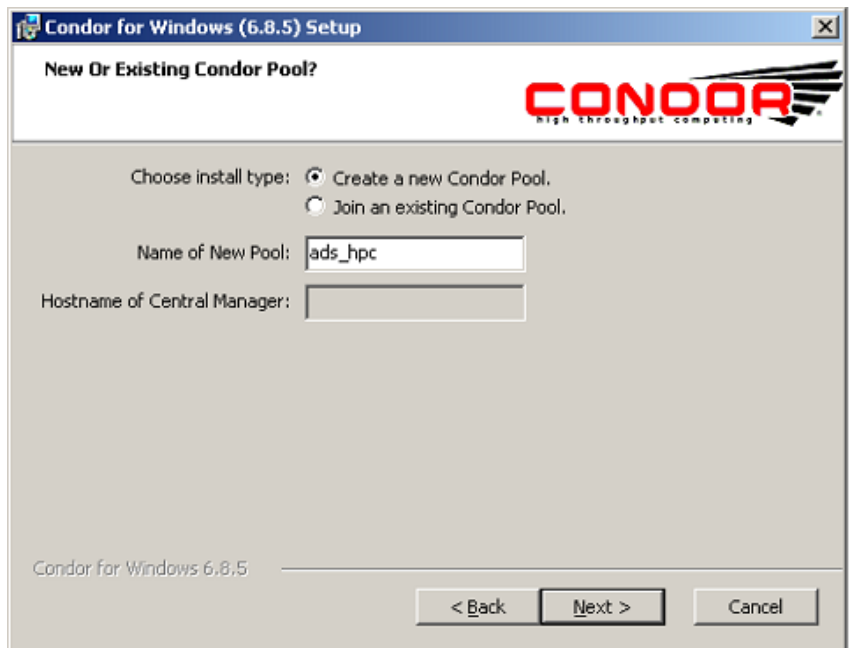 Condor for Windows (6.8.5) Setup
New Or Existing Condor Pool?
CONDOR
high throughput computing
Choose install type: Create a new Condor Pool.
Join an existing Condor Pool.
Name of New Pool: ads_hpc
Hostname of Central Manager:
Condor for Windows 6.8.5
< Back Next > Cancel